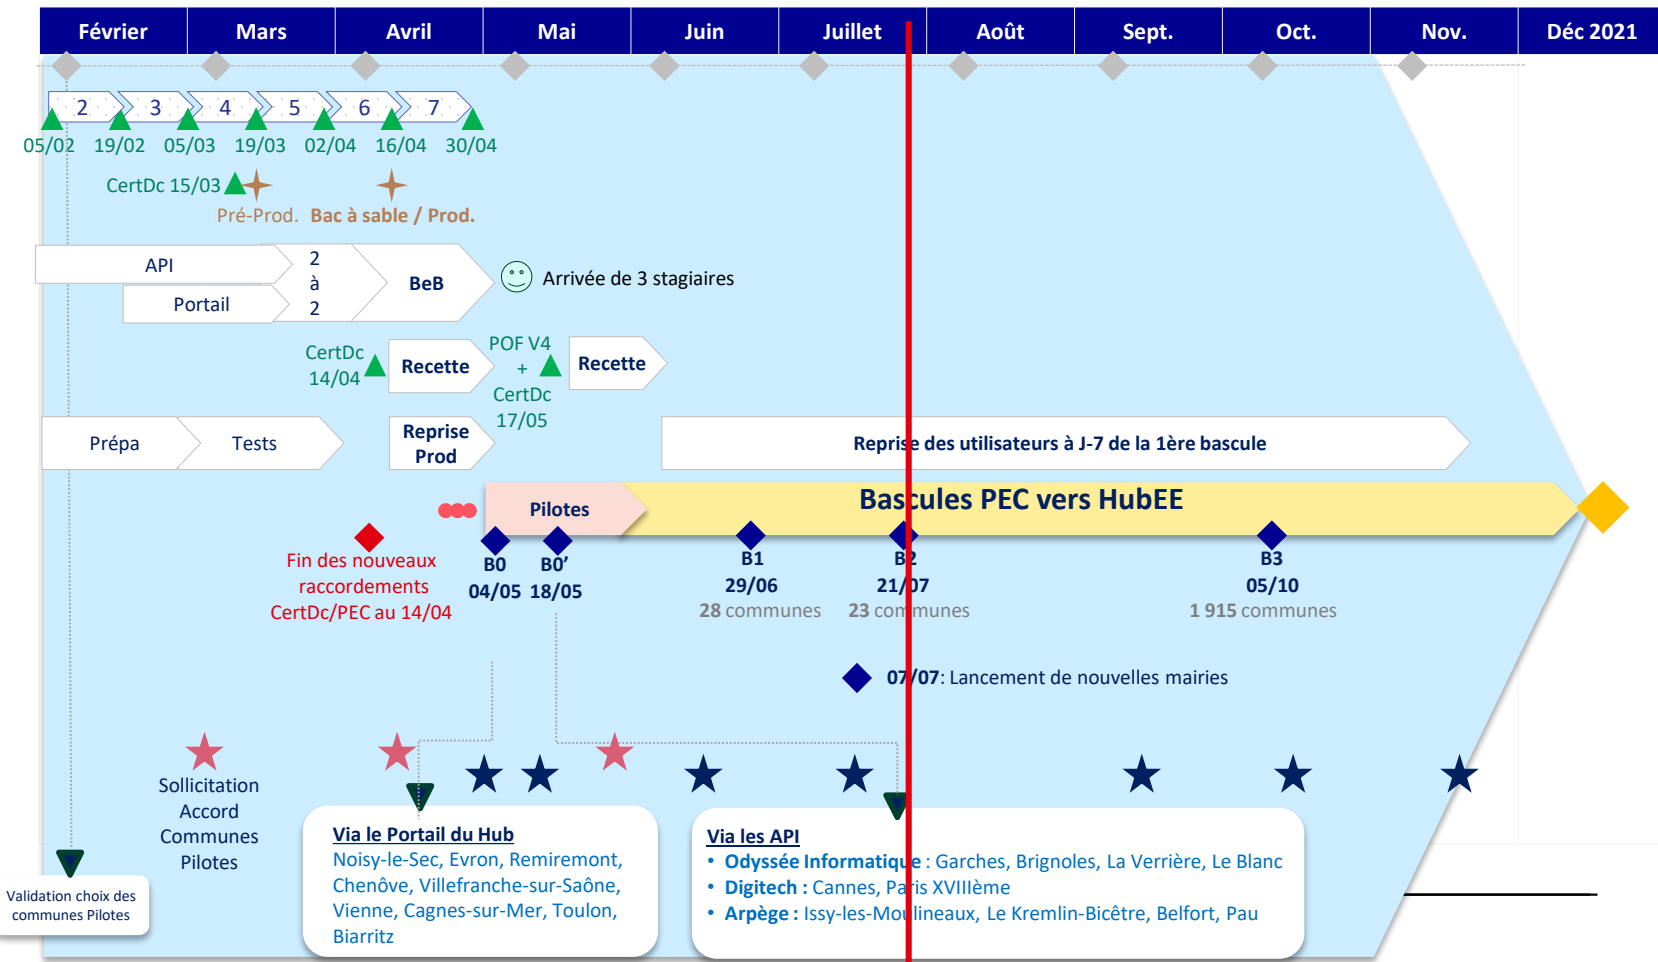 Février Mars Avril Mai Juin Juillet Août Sept. Oct. Nov. Déc 2021
2 3 4 5 6 7
05/02 19/02 05/03 19/03 02/04 16/04 30/04
CertDc 15/03
Pré-Prod. Bac à sable / Prod.
API
Portail
2
à
2
BeB
Arrivée de 3 stagiaires
CertDc
14/04
Recette
POF V4
+
CertDc
17/05
Recette
Prépa
Tests
Reprise
Prod
Reprise des utilisateurs à J-7 de la 1ère bascule
Pilotes
Bascules PEC vers HubEE
Fin des nouveaux
raccordements
CertDc/PEC au 14/04
B0
04/05
B0’
18/05
B1
29/06
28 communes
B2
21/07
23 communes
B3
05/10
1 915 communes
07/07: Lancement de nouvelles mairies
Sollicitation
Accord
Communes
Pilotes
Validation choix des
communes Pilotes
Via le Portail du Hub
Noisy-le-Sec, Evron, Remiremont,
Chenôve, Villefranche-sur-Saône,
Vienne, Cagnes-sur-Mer, Toulon,
Biarritz
Via les API
• Odyssée Informatique : Garches, Brignoles, La Verrière, Le Blanc
• Digitech : Cannes, Paris XVIIIème
• Arpège : Issy-les-Moulineaux, Le Kremlin-Bicêtre, Belfort, Pau